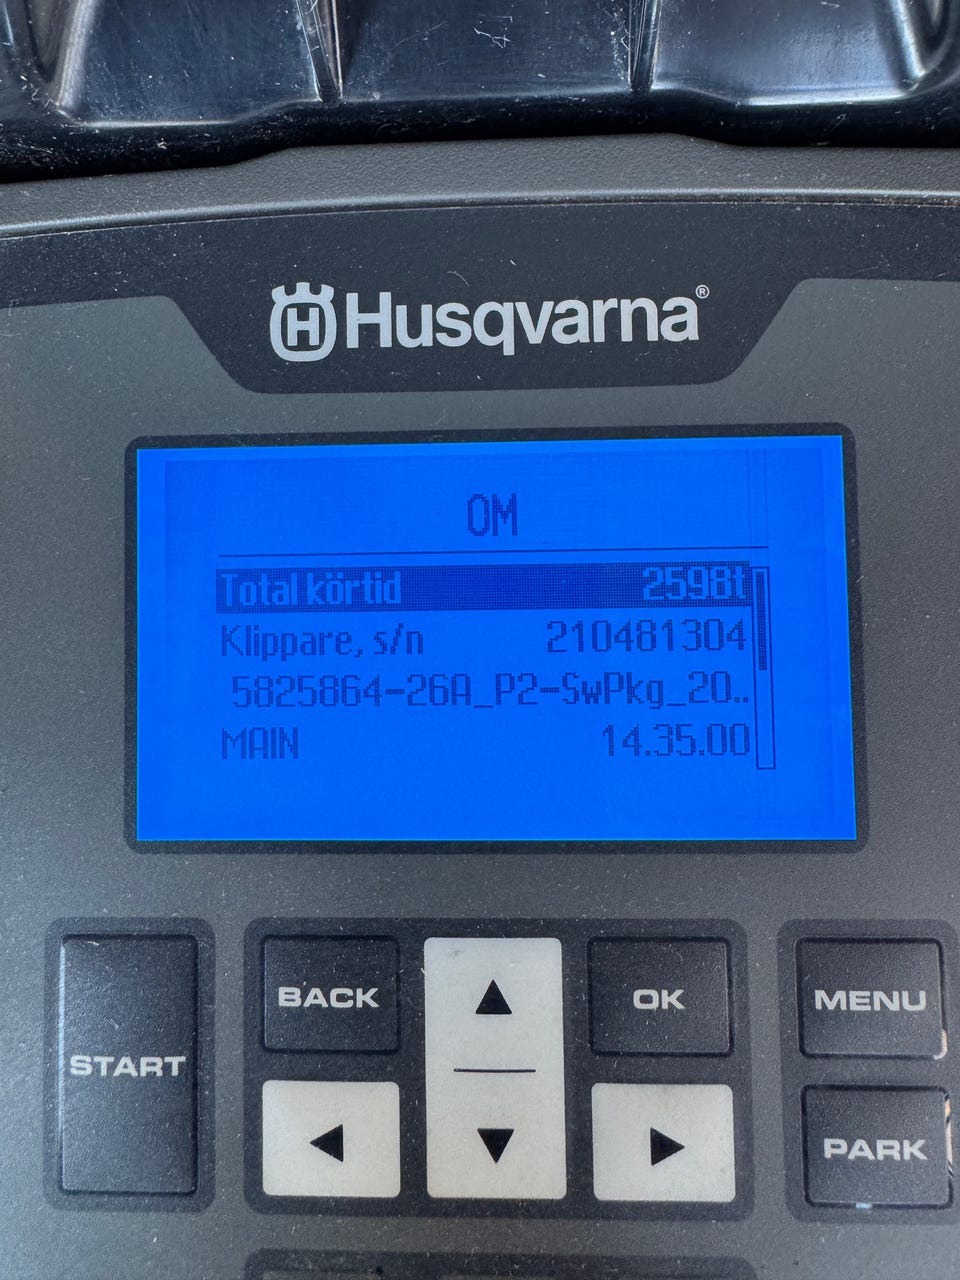 Husqvarna®
OM
Total körtid 2598t
Klippare, s/n 210481304
5825864-26A_P2-SwPkg_20..
MAIN 14.35.00
BACK OK MENU
START
PARK